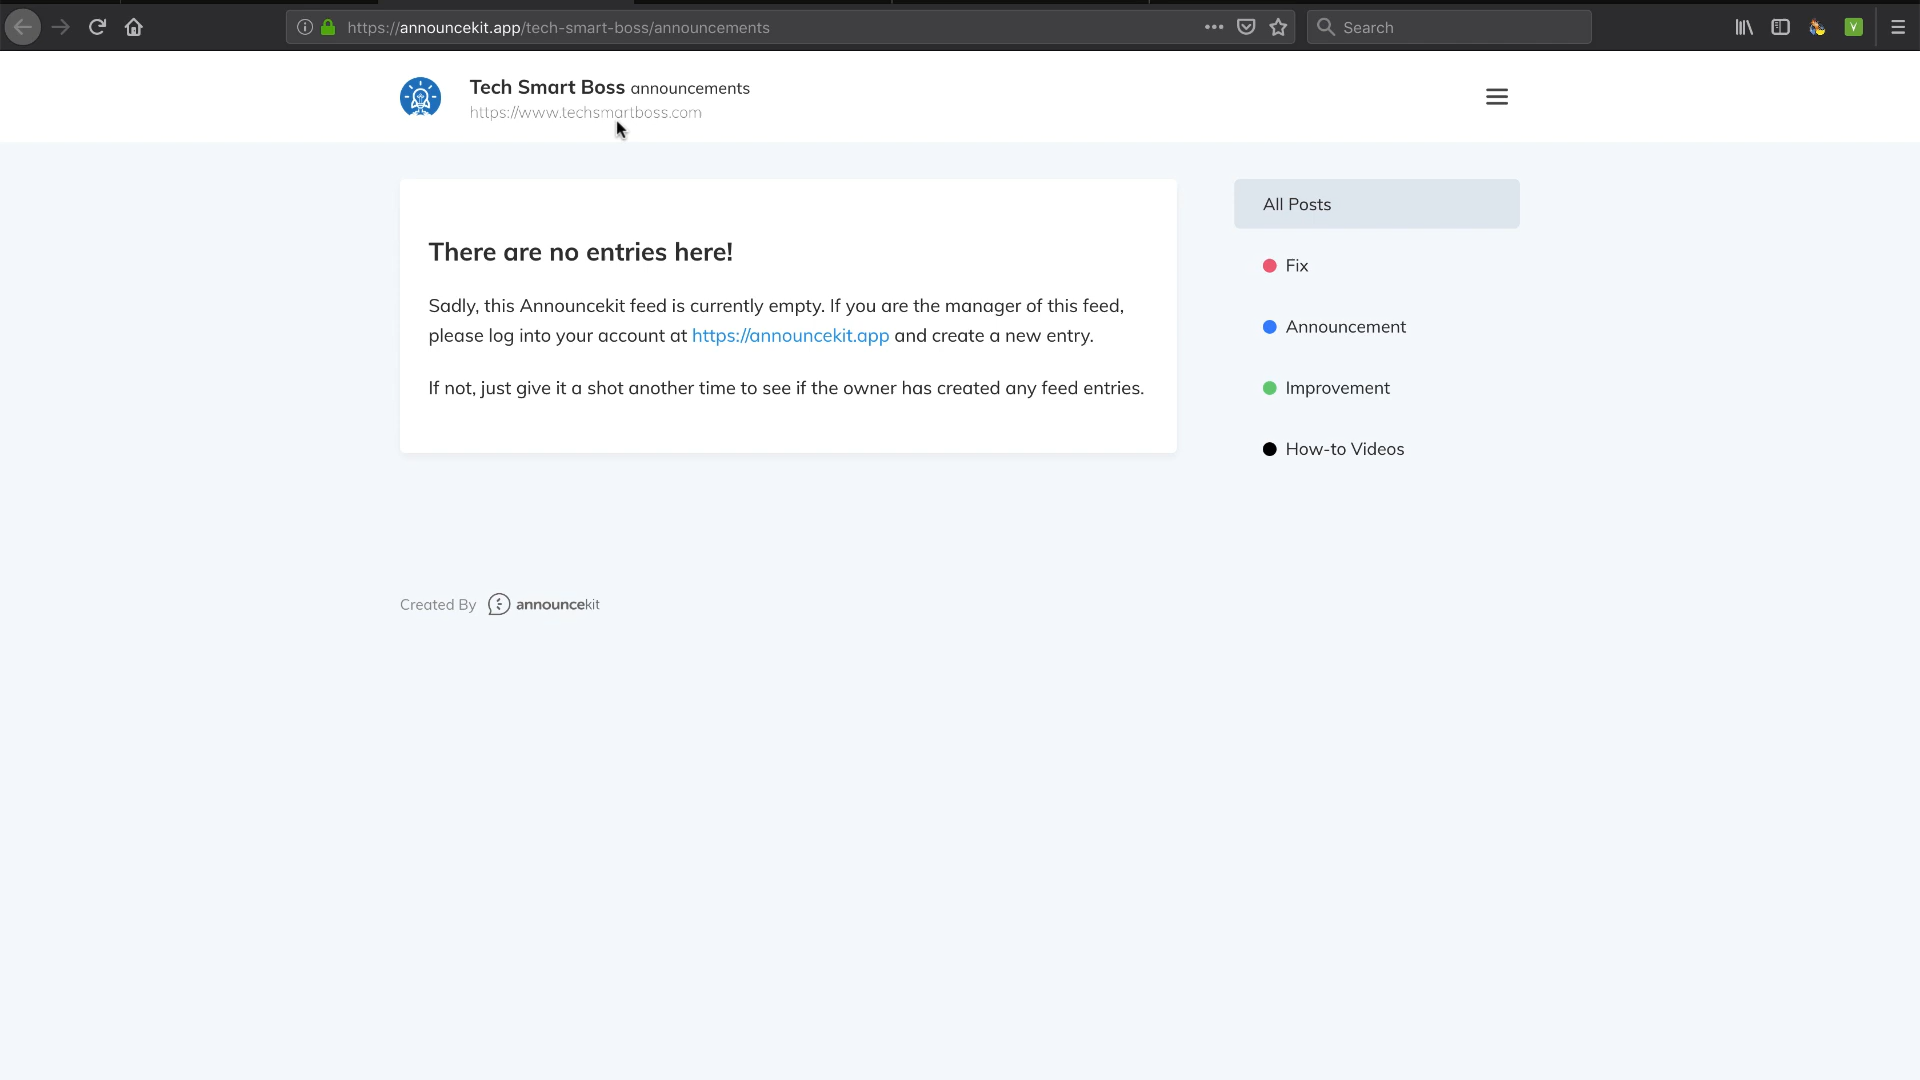 https://announcekit.app/tech-smart-boss/announcements
Search
Tech Smart Boss announcements
https://www.techsmartboss.com
There are no entries here!
Sadly, this Announcekit feed is currently empty. If you are the manager of this feed,
please log into your account at https://announcekit.app and create a new entry.
If not, just give it a shot another time to see if the owner has created any feed entries.
All Posts
Fix
Announcement
Improvement
How-to Videos
Created By announcekit